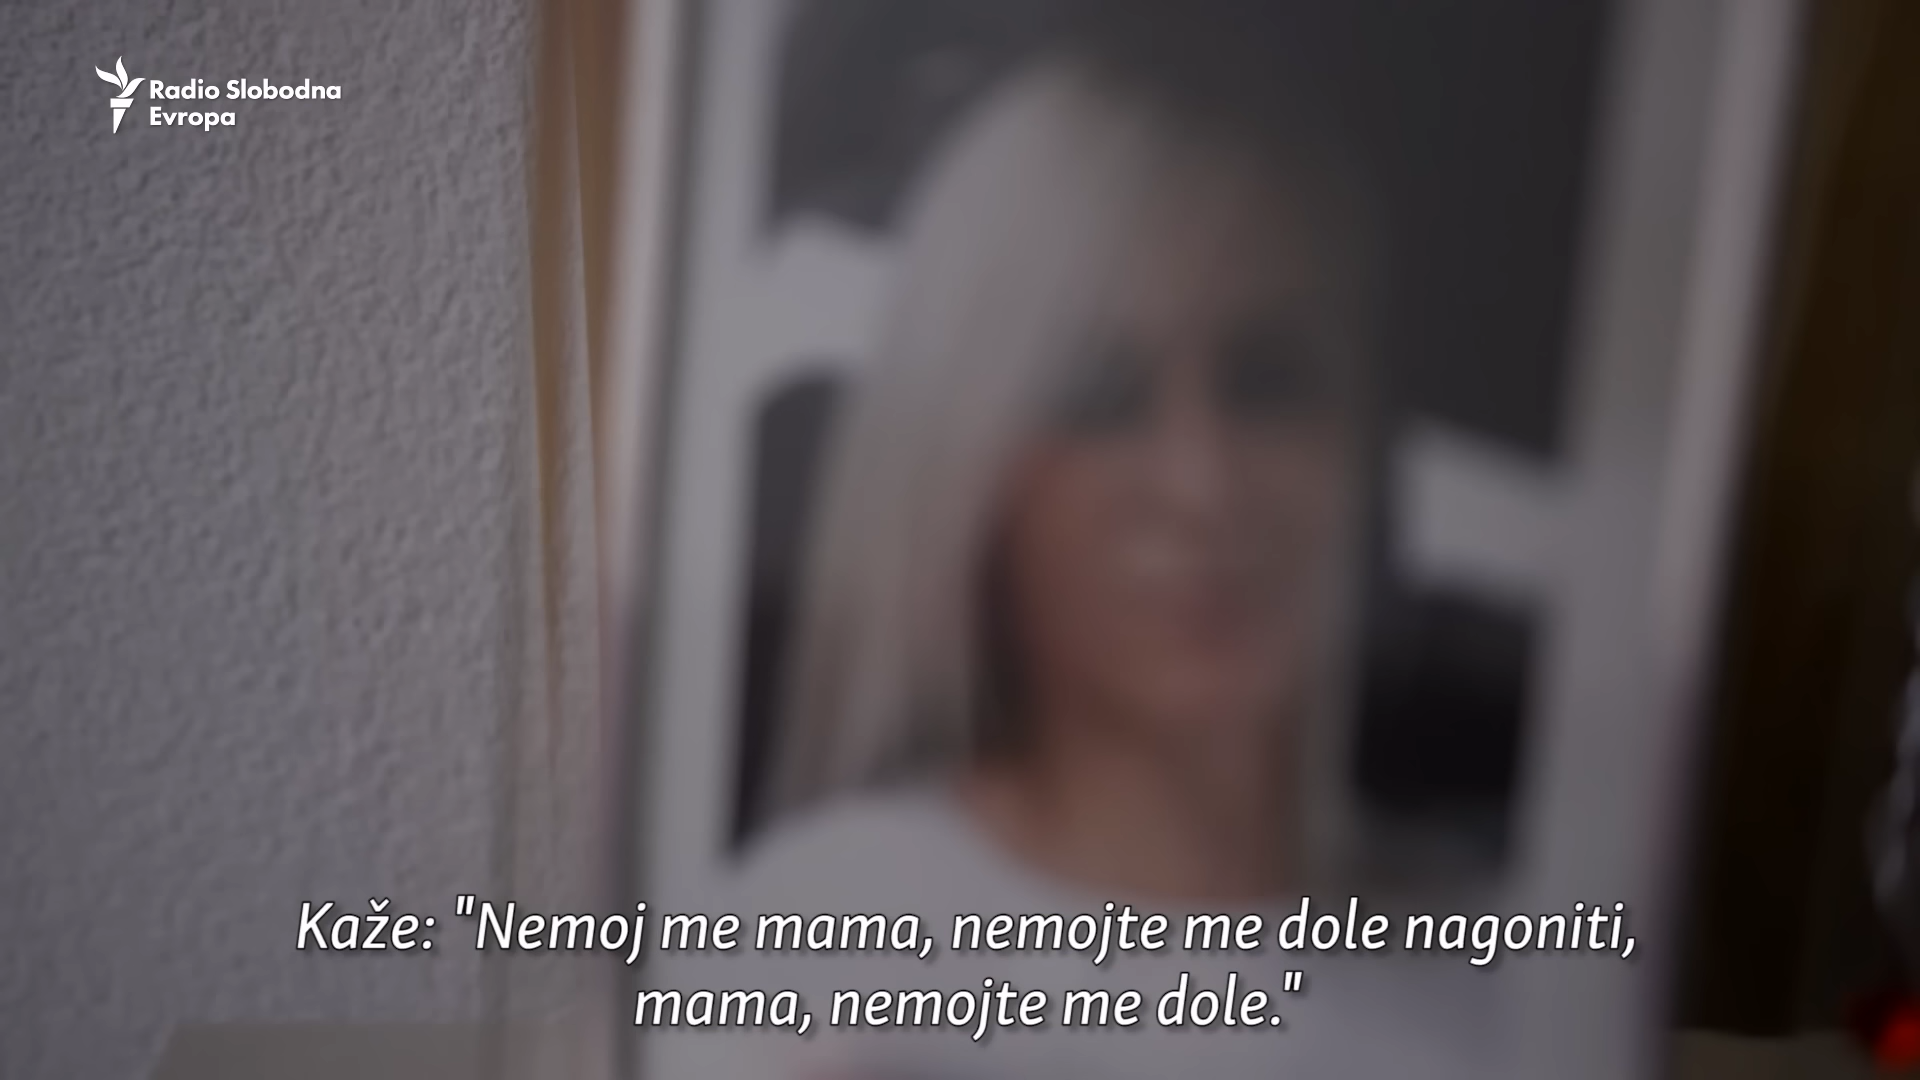 Radio Slobodna
Evropa
Kaže: "Nemoj me mama, nemojte me dole nagoniti,
mama, nemojte me dole."